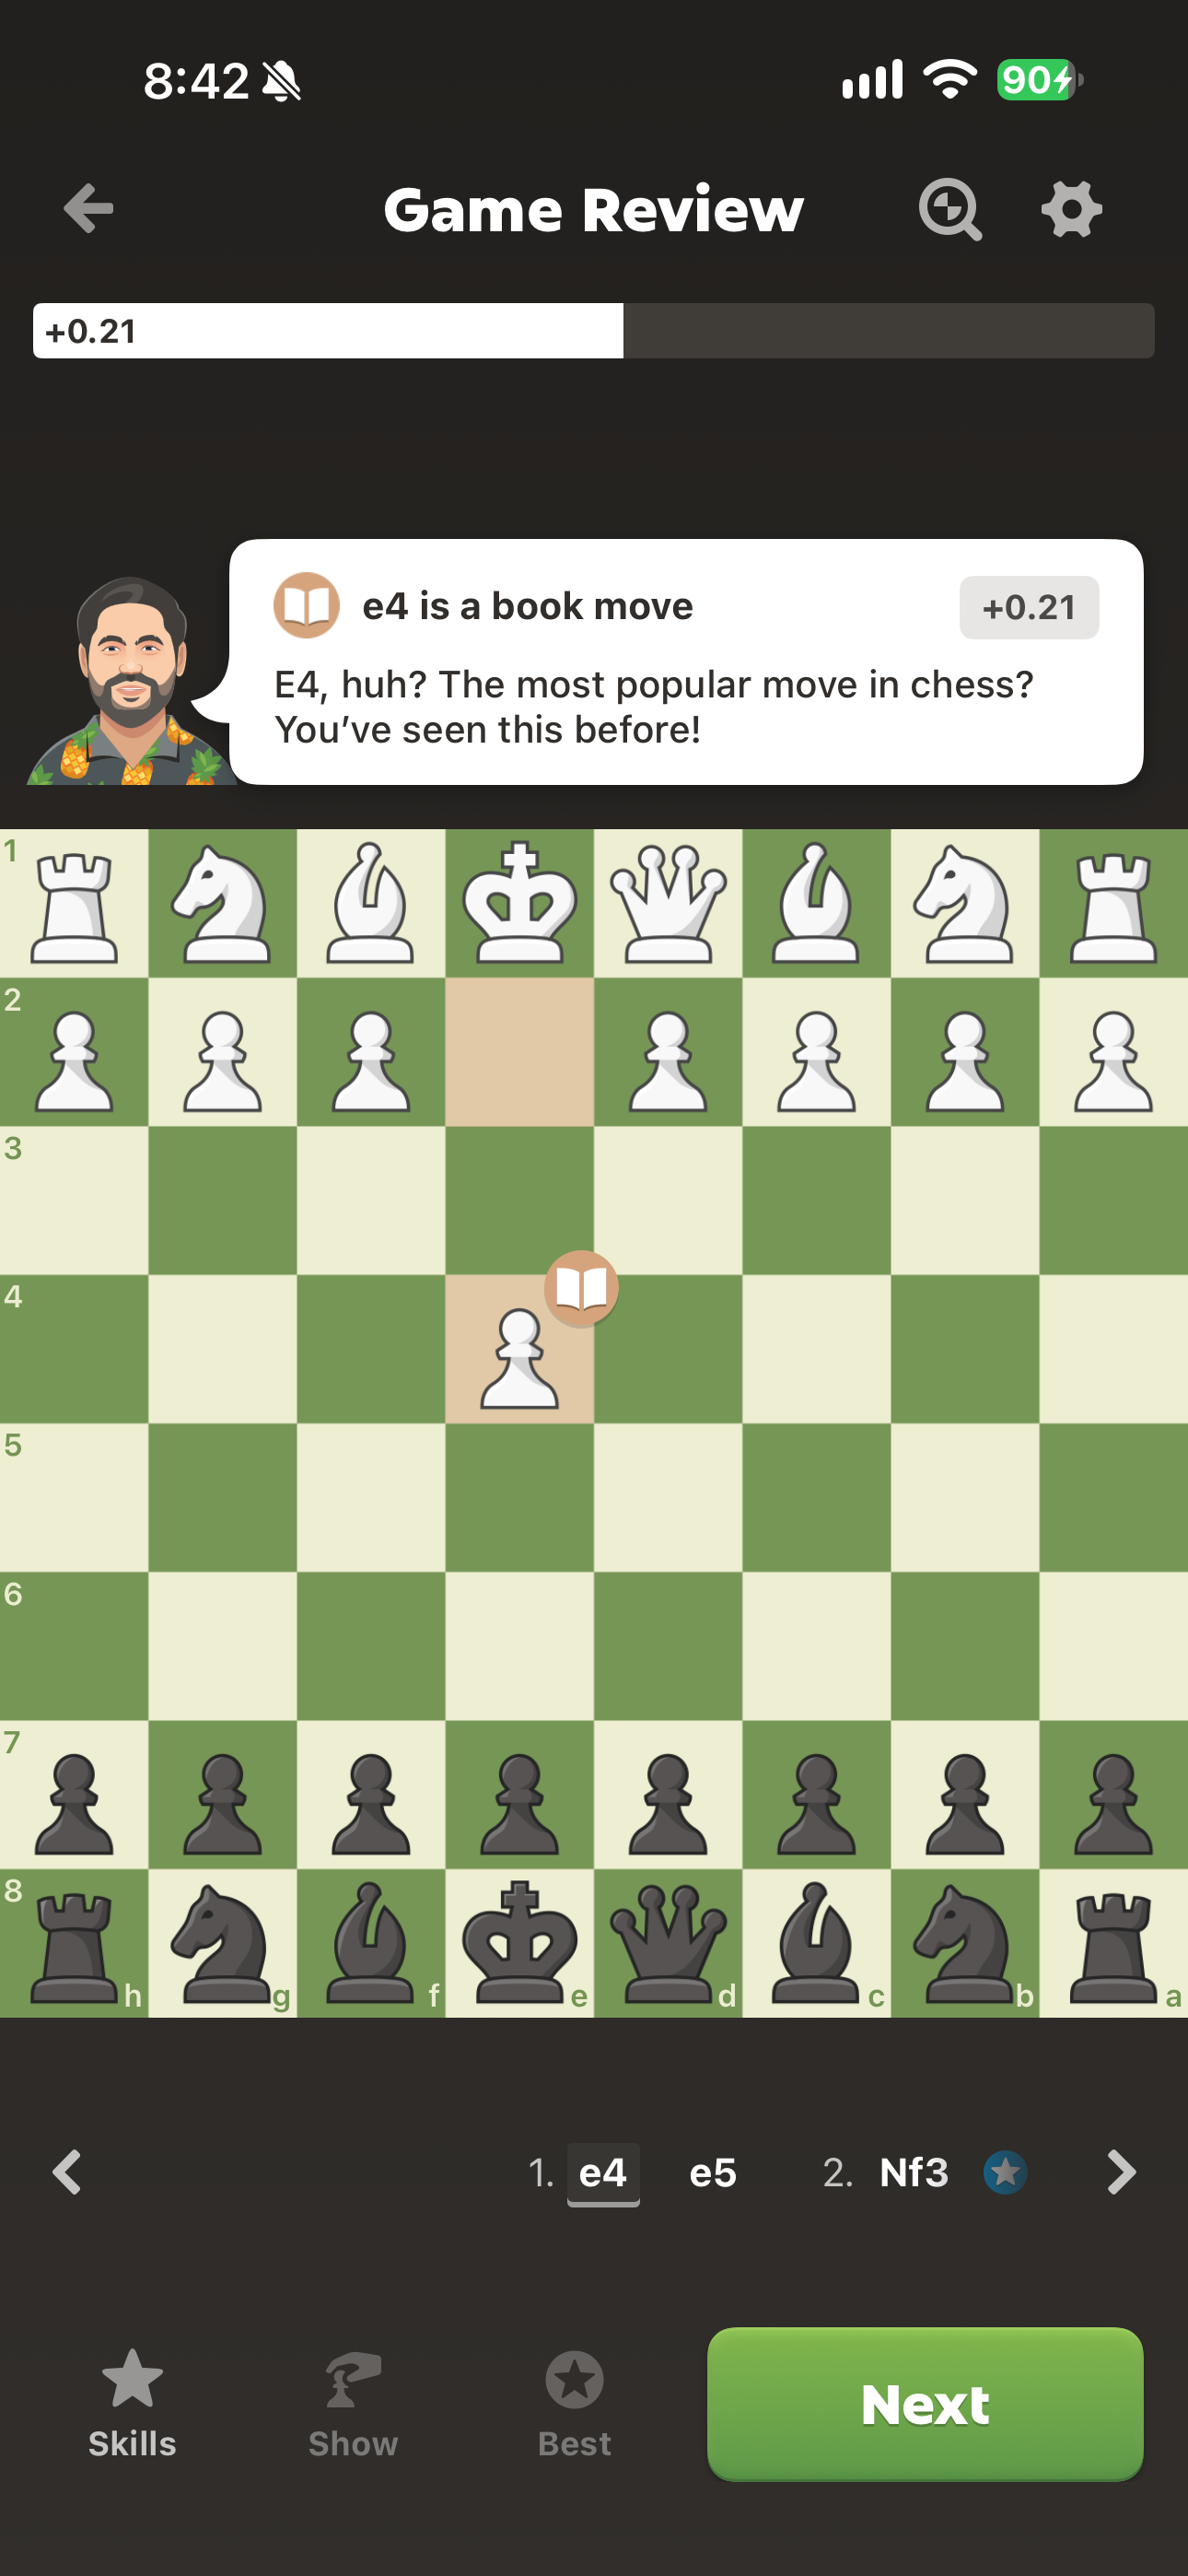 8:42 90
Game Review
+0.21
e4 is a book move +0.21
E4, huh? The most popular move in chess?
You’ve seen this before!
1
2
3
4
5
6
7
8
h g f e d c b a
1. e4 e5 2. Nf3
Skills Show Best Next